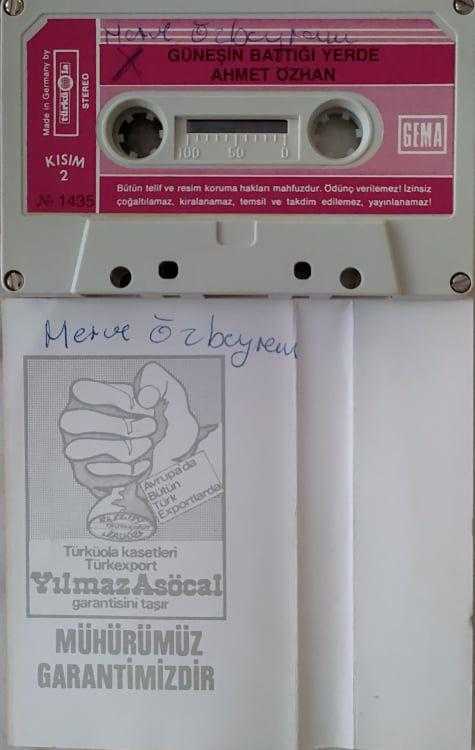 Merve Özbayram
GÜNEŞİN BATTIĞI YERDE
AHMET ÖZHAN
Made in Germany by
türküola
STEREO
KISIM
2
№ 1435
100 50 0
GEMA
Bütün telif ve resim koruma hakları mahfuzdur. Ödünç verilemez! İzinsiz
çoğaltılamaz, kiralanamaz, temsil ve takdim edilemez, yayınlanamaz!
Merve Özbayram
Avrupa'da
Bütün
Türk
Exportlarda
Türküola kasetleri
Türkexport
Yılmaz Asöcal
garantisini taşır
MÜHÜRÜMÜZ
GARANTİMİZDİR